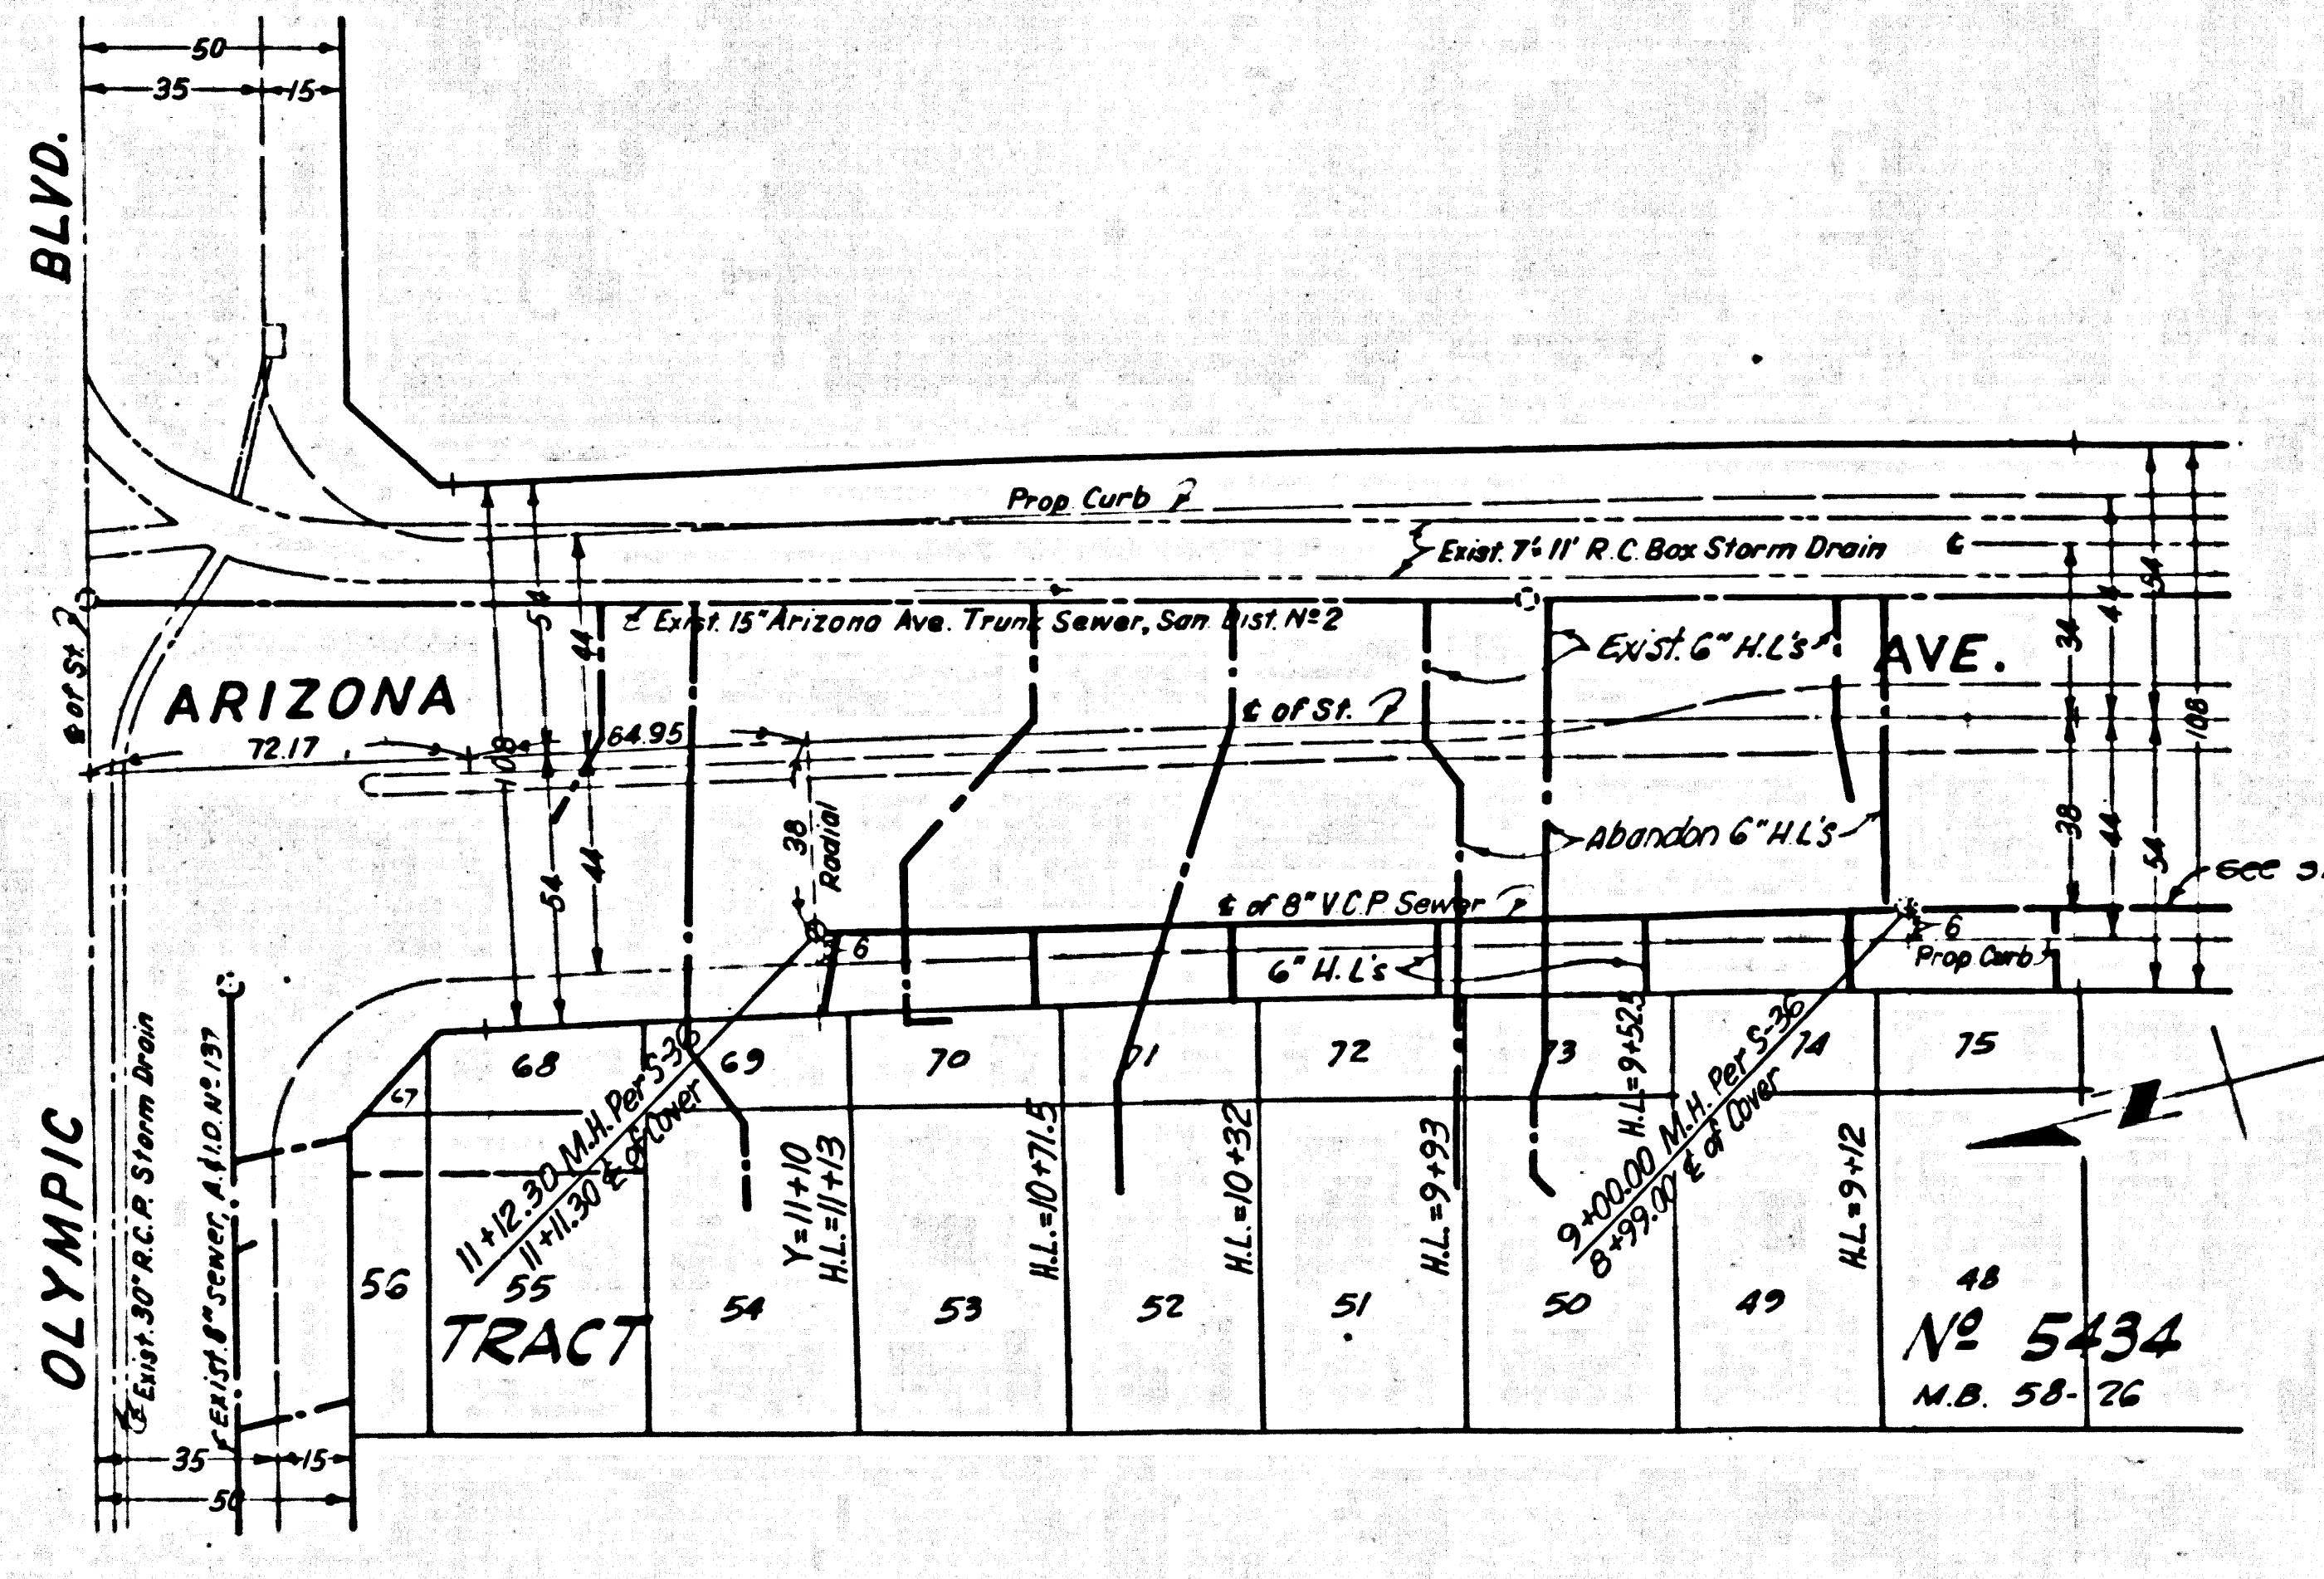 50
35
15
BLVD.
Prop. Curb
Exist. 7'-11' R.C. Box Storm Drain
℄
℄ Exist. 15" Arizona Ave. Trunk Sewer, San. Dist. Nº 2
℄ of St.
54
44
Exist. 6" H.L's
AVE.
34
44
54
108
ARIZONA
℄ of St.
72.17
64.95
108
38
Radial
Abandon 6" H.L's
54
44
38
44
54
See
℄ of 8" V.C.P. Sewer
6
6" H.L's
6
Prop. Curb
68
69
70
71
72
73
74
75
67
11+12.30 M.H. Per S-36
11+11.30 ℄ of Cover
Y=11+10
H.L.=11+13
H.L.=10+71.5
H.L.=10+32
H.L.=9+93
H.L.=9+52.5
9+00.00 M.H. Per S-36
8+99.00 ℄ of Cover
H.L.=9+12
OLYMPIC
℄ Exist. 30" R.C.P. Storm Drain
Exist. 8" sewer, A.&I.D. Nº 137
56
55
54
53
52
51
50
49
48
TRACT
Nº 5434
M.B. 58-26
35
15
50